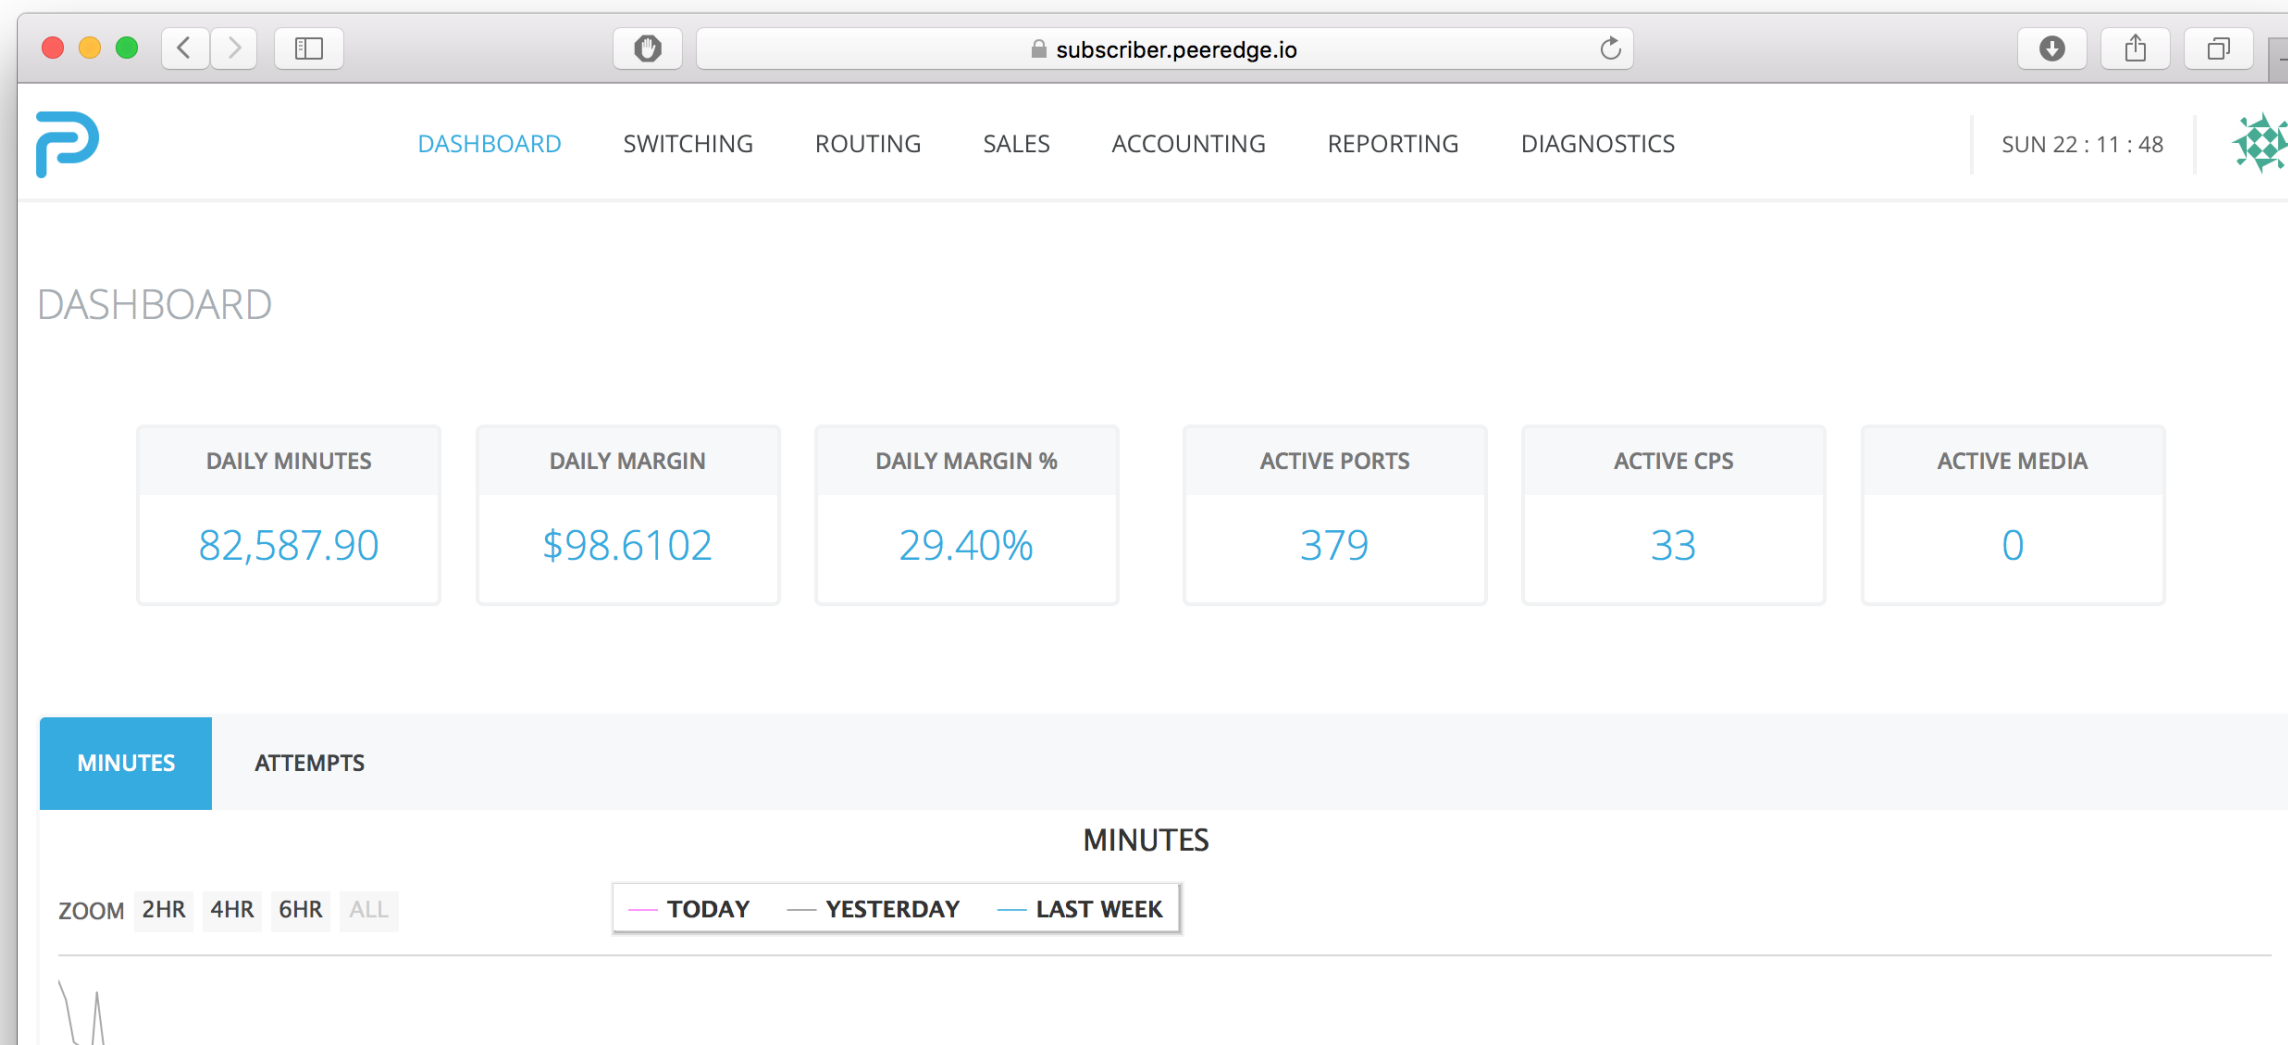 subscriber.peeredge.io
DASHBOARD SWITCHING ROUTING SALES ACCOUNTING REPORTING DIAGNOSTICS SUN 22 : 11 : 48
DASHBOARD
DAILY MINUTES DAILY MARGIN DAILY MARGIN % ACTIVE PORTS ACTIVE CPS ACTIVE MEDIA
82,587.90 $98.6102 29.40% 379 33 0
MINUTES ATTEMPTS
MINUTES
ZOOM 2HR 4HR 6HR ALL TODAY YESTERDAY LAST WEEK